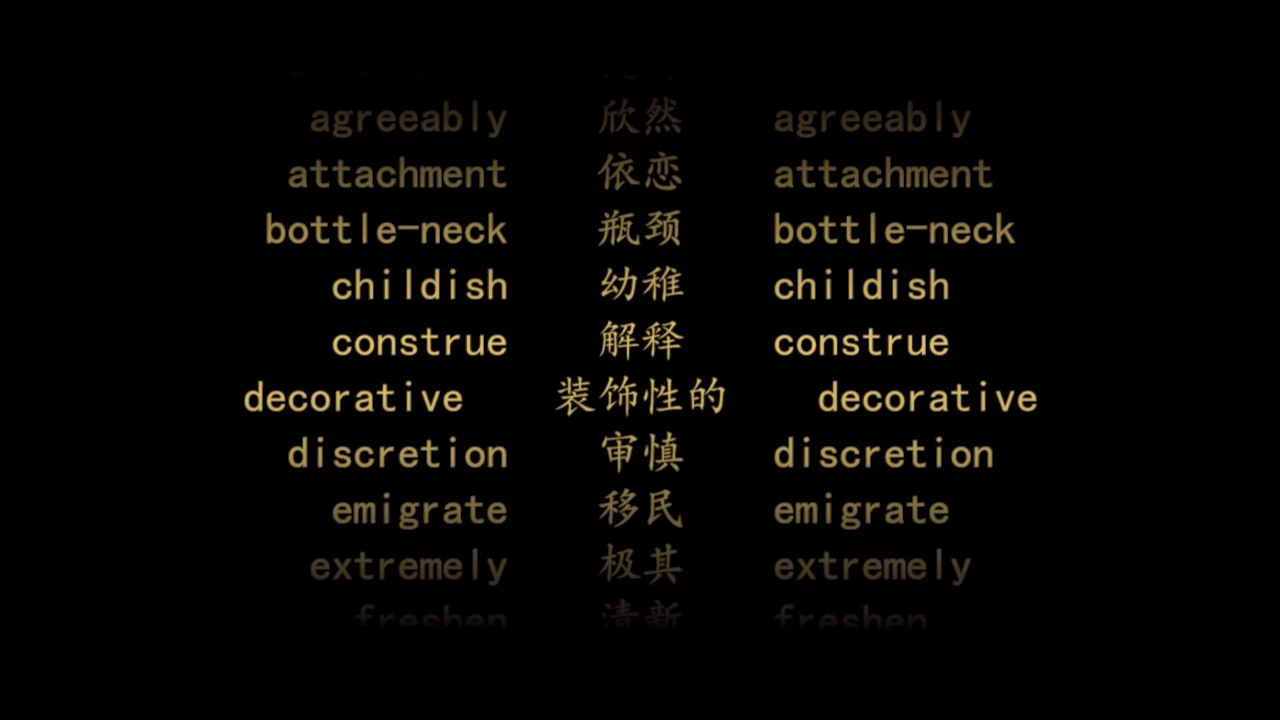 agreeably 欣然 agreeably
attachment 依恋 attachment
bottle-neck 瓶颈 bottle-neck
childish 幼稚 childish
construe 解释 construe
decorative 装饰性的 decorative
discretion 审慎 discretion
emigrate 移民 emigrate
extremely 极其 extremely
freshen 清新 freshen